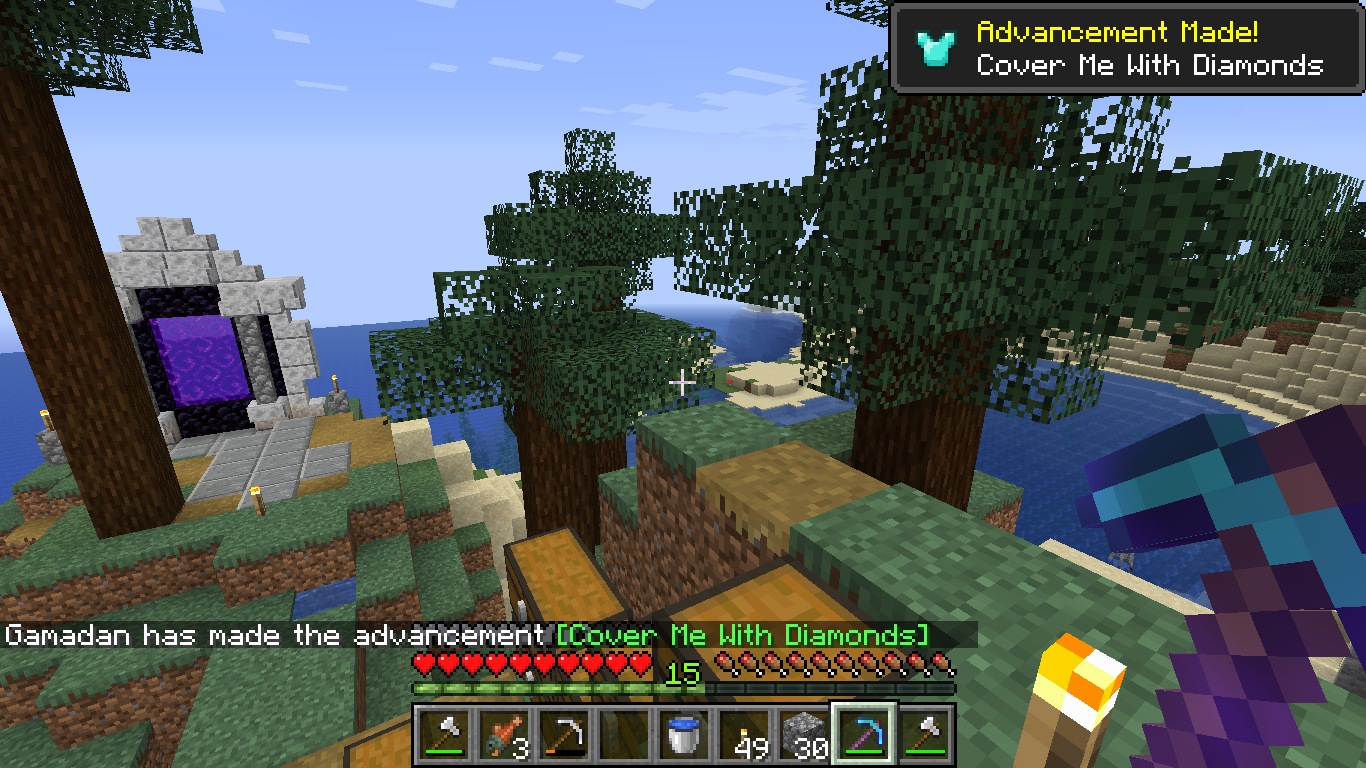 Advancement Made!
Cover Me With Diamonds
Gamadan has made the advancement [Cover Me With Diamonds]
15
3
49
30